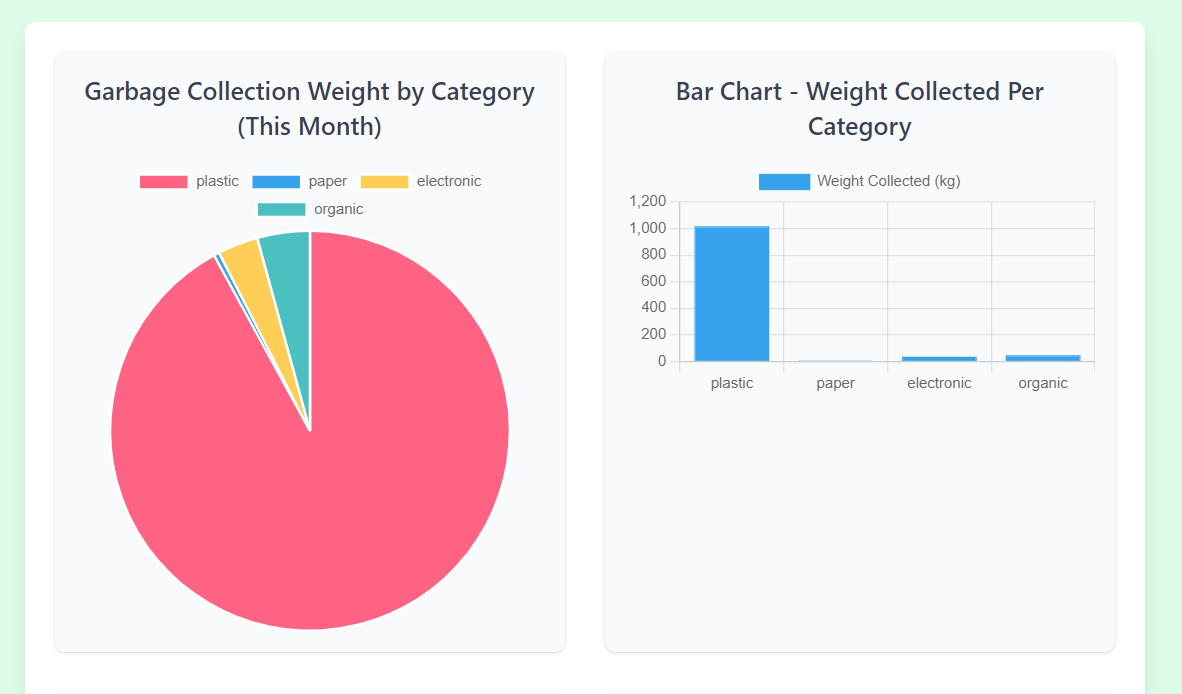 Garbage Collection Weight by Category
(This Month)
plastic paper electronic
organic
Bar Chart - Weight Collected Per
Category
Weight Collected (kg)
1,200
1,000
800
600
400
200
0
plastic paper electronic organic